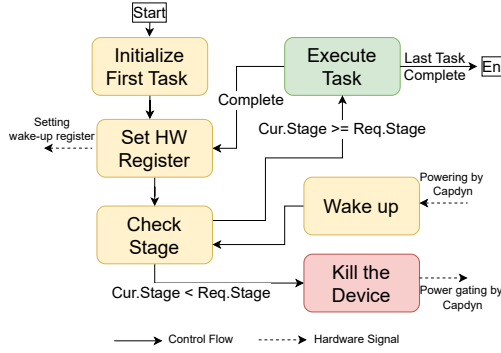 Start
Initialize
First Task
Execute
Task
Last Task
Complete
En
Complete
Setting
wake-up register
Set HW
Register
Cur.Stage >= Req.Stage
Check
Stage
Wake up
Powering by
Capdyn
Cur.Stage < Req.Stage
Kill the
Device
Power gating by
Capdyn
Control Flow
Hardware Signal